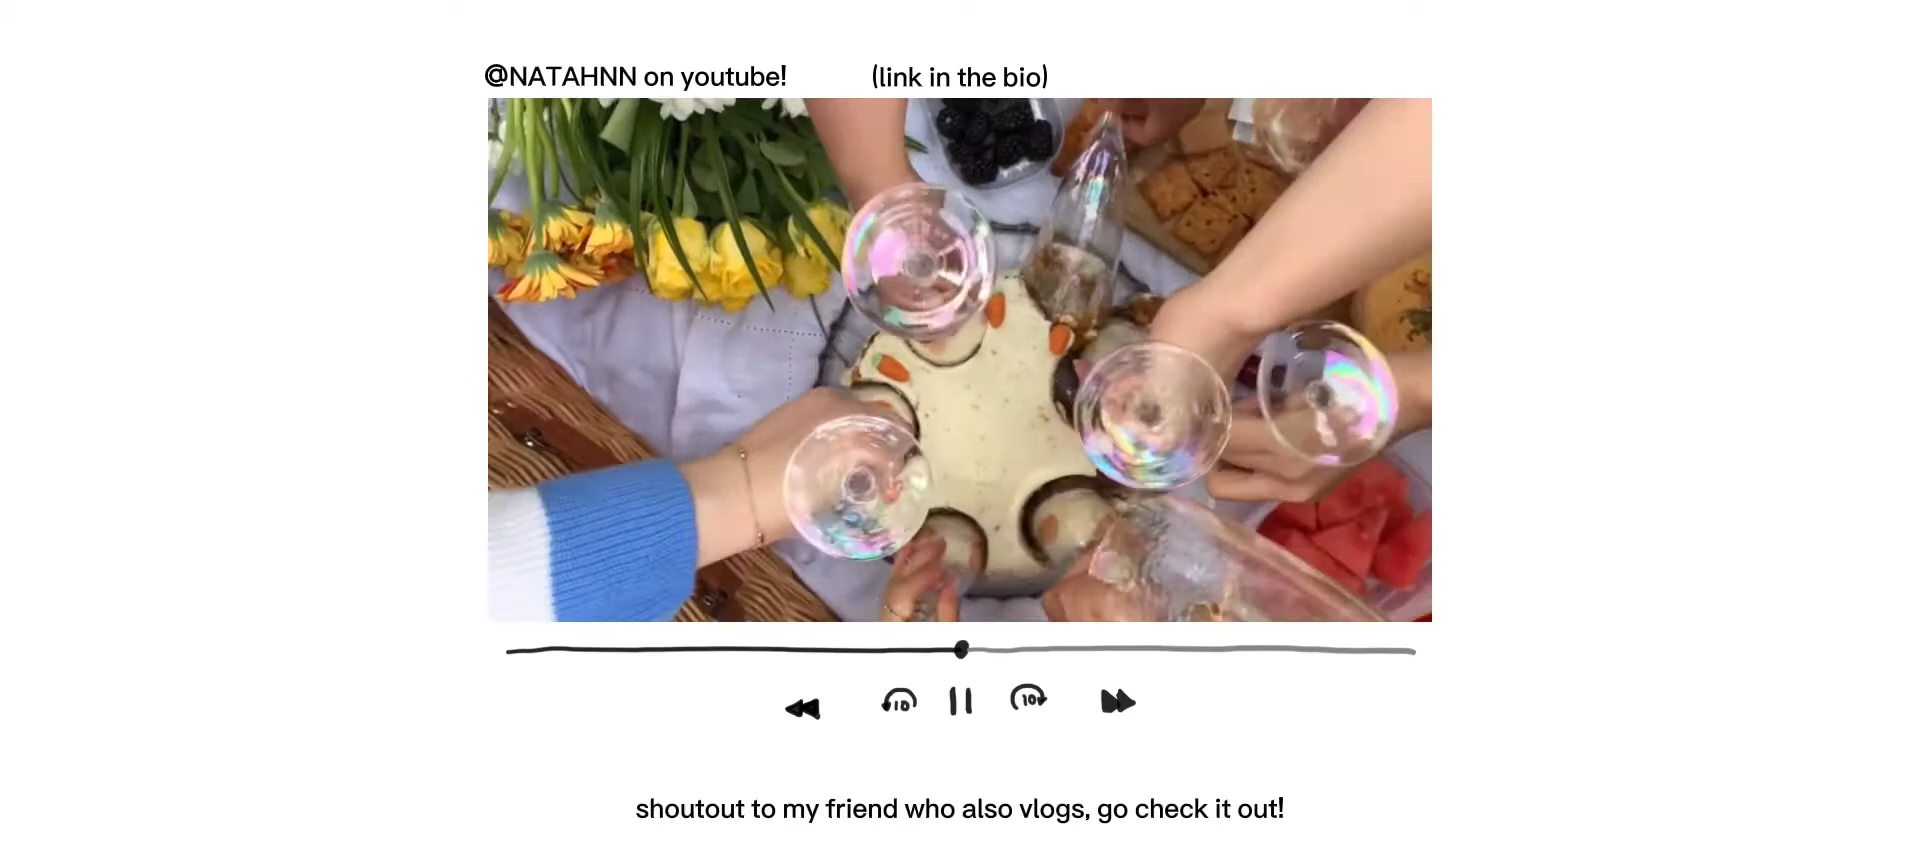 @NATAHNN on youtube! (link in the bio)
10 10
shoutout to my friend who also vlogs, go check it out!